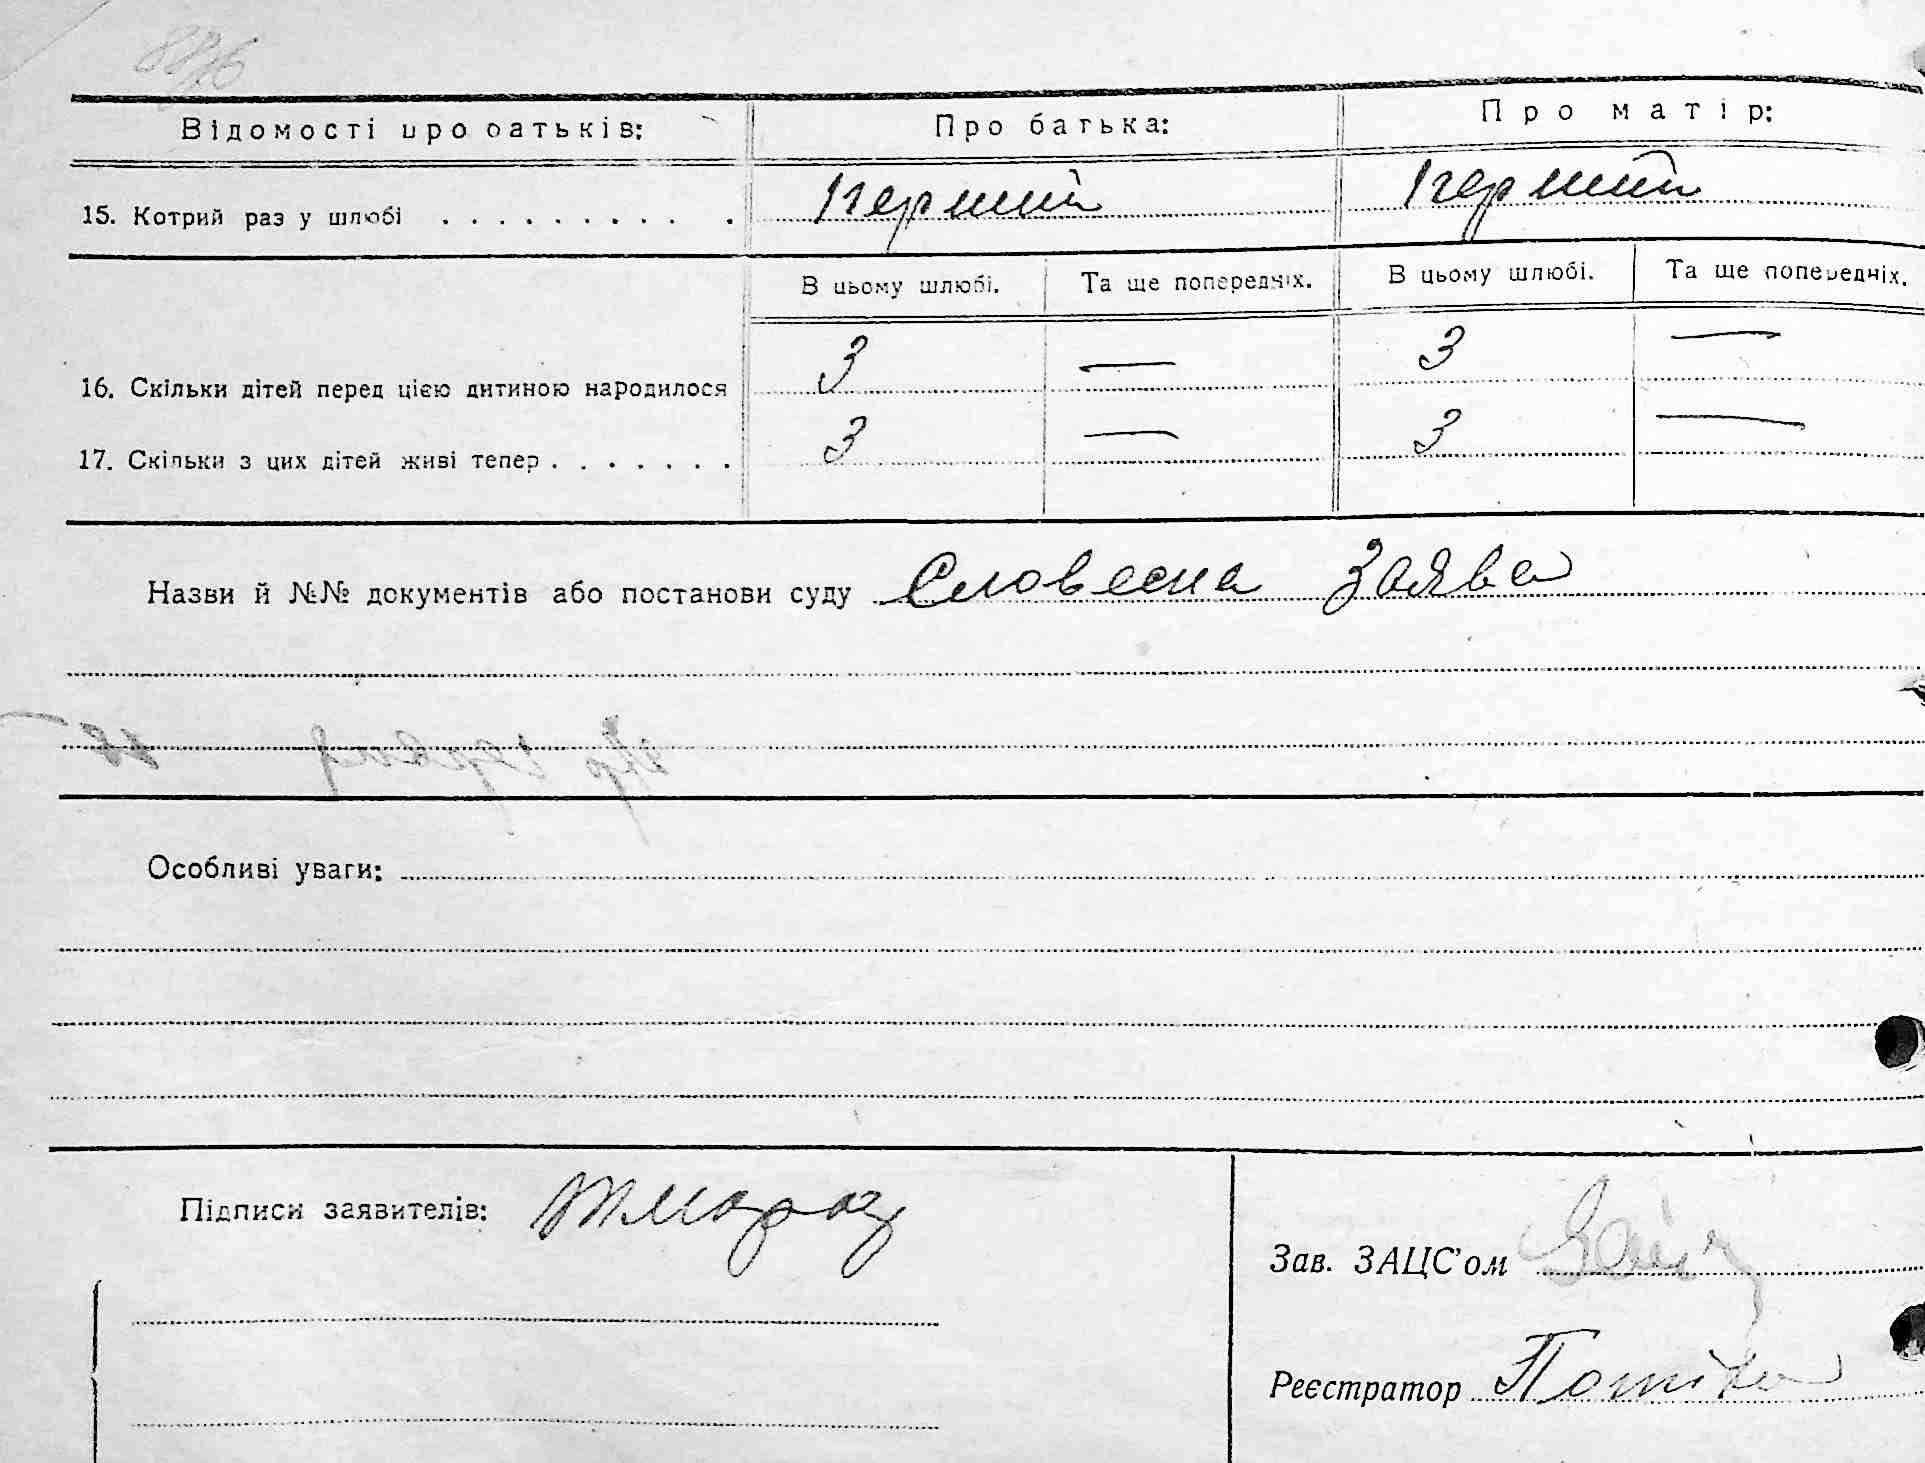 Відомості про батьків: Про батька: Про матір:
15. Котрий раз у шлюбі . . . . . . . . . . . перший перший
В цьому шлюбі. Та ще попередніх. В цьому шлюбі. Та ще попередніх.
16. Скільки дітей перед цією дитиною народилося 3 — 3 —
17. Скільки з цих дітей живі тепер . . . . . . . 3 — 3 —
Назви й №№ документів або постанови суду Словесна Заява
Особливі уваги:
Підписи заявителів:
Зав. ЗАЦС'ом
Реєстратор